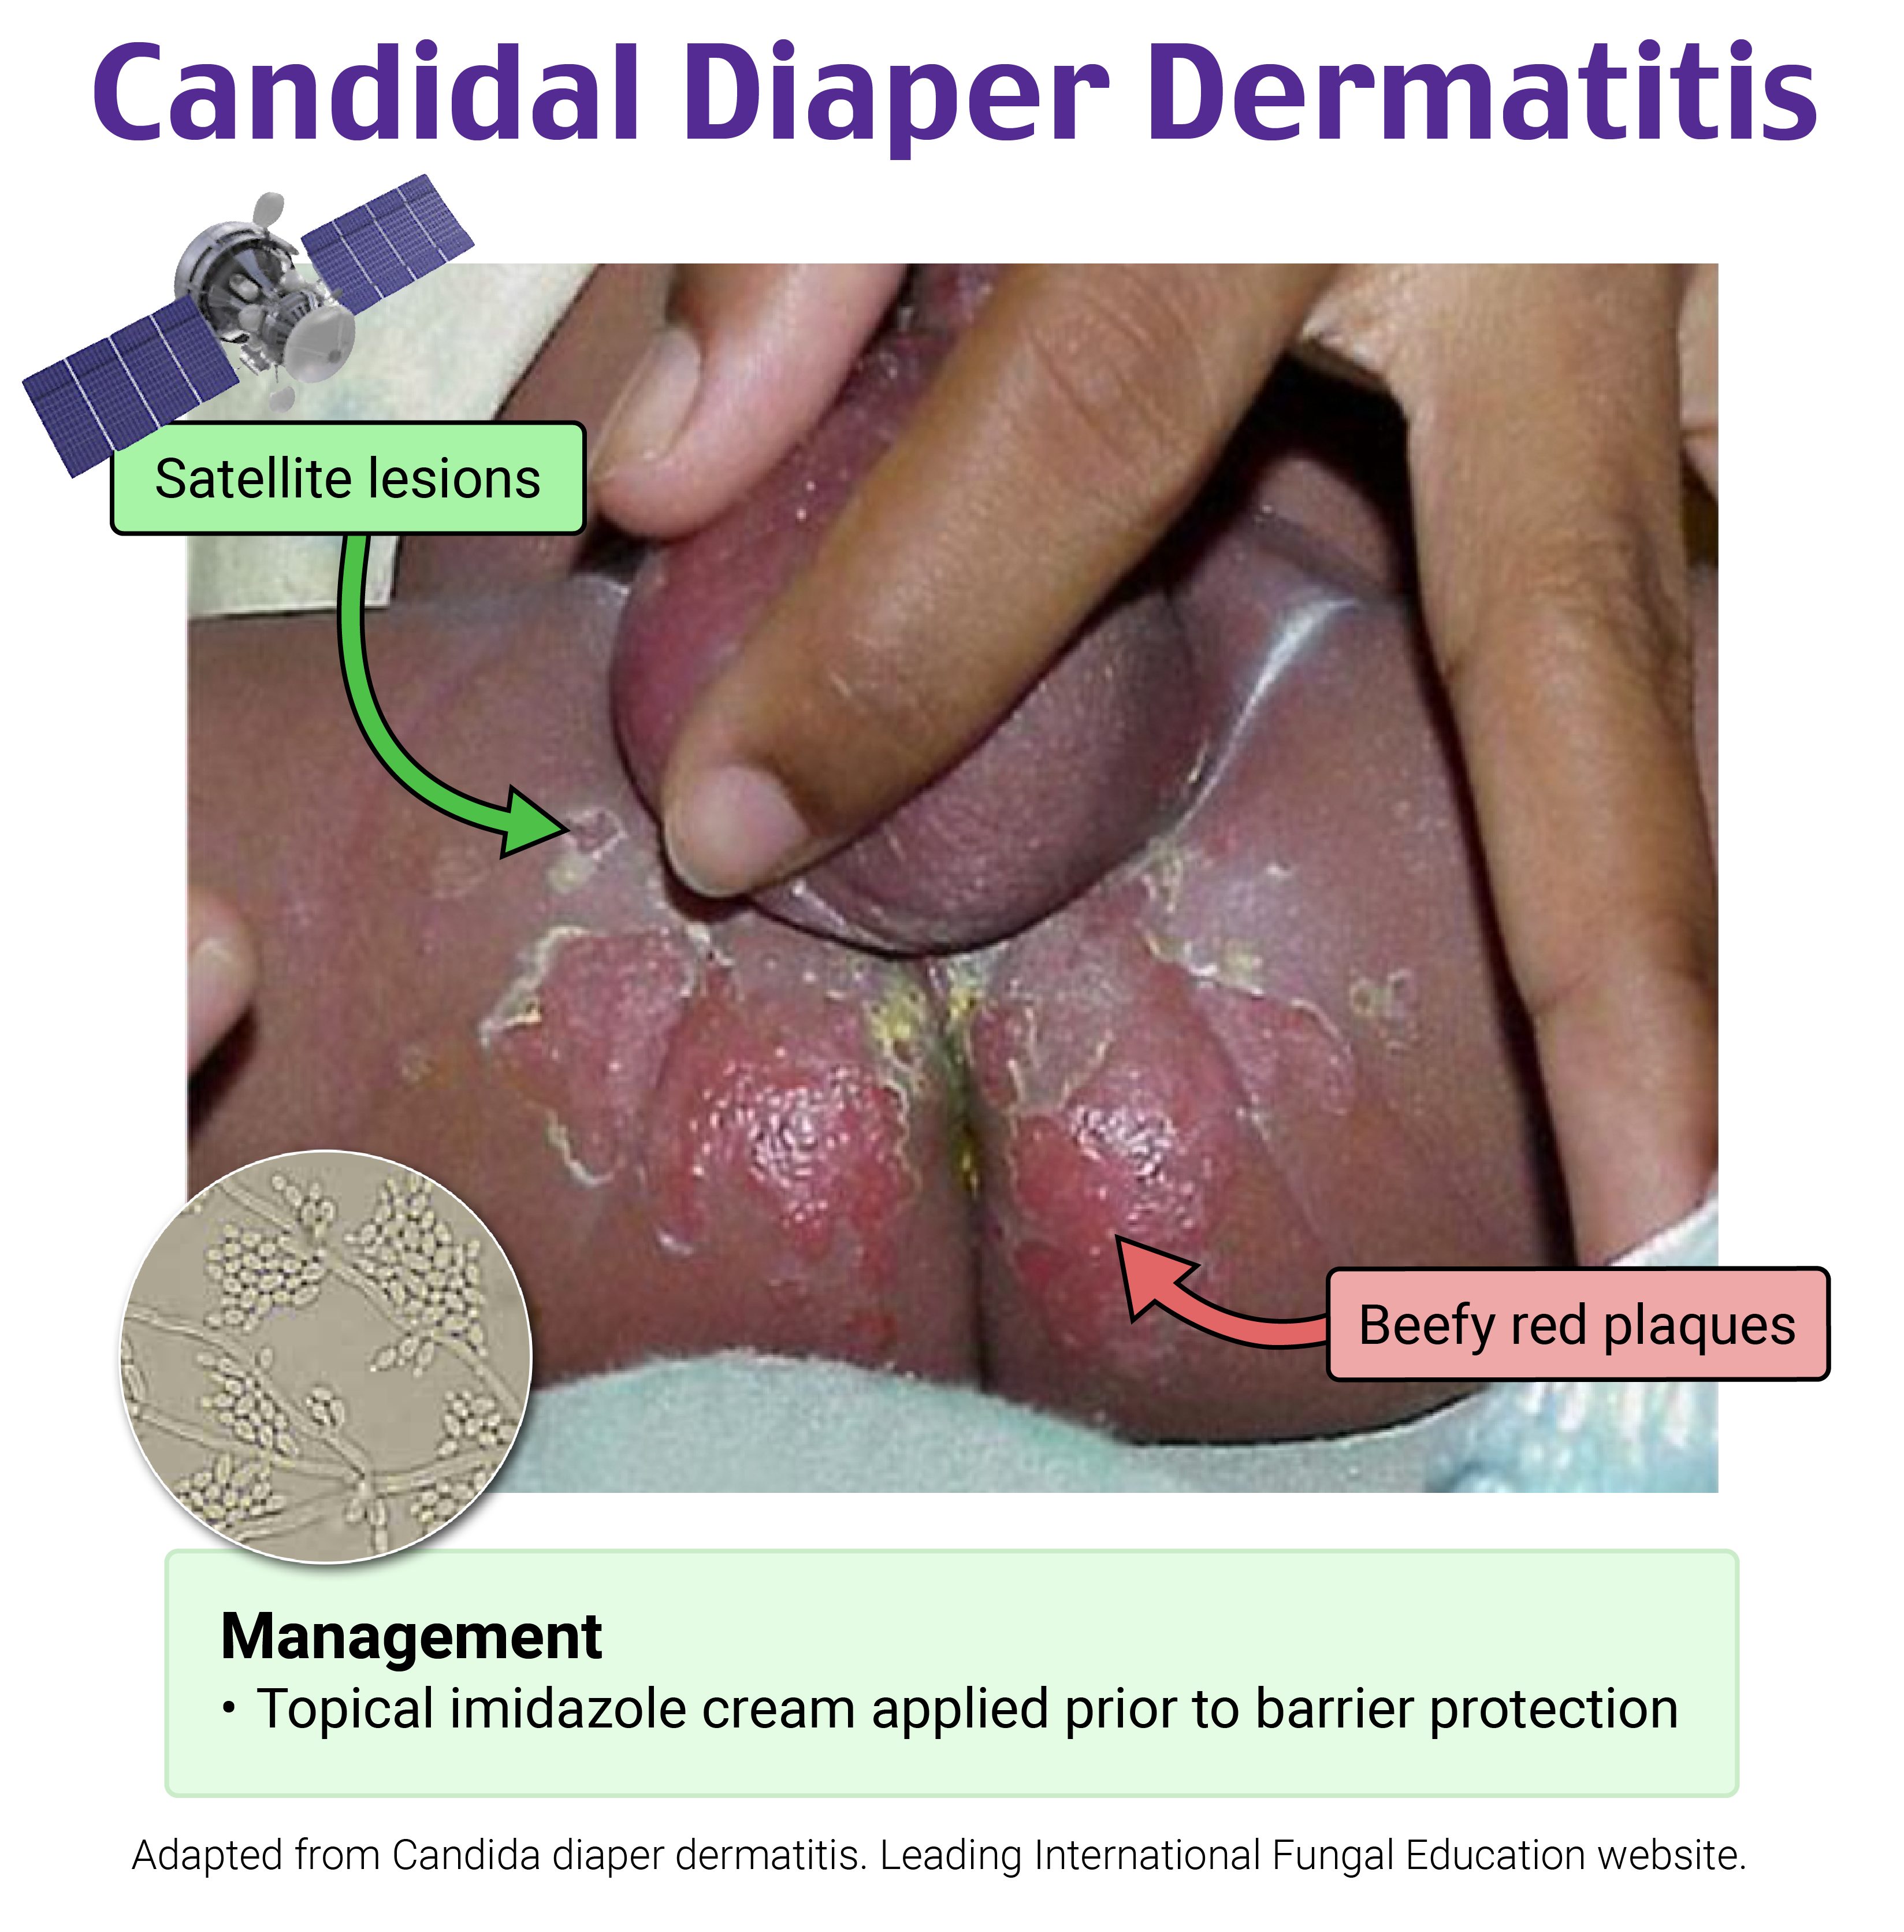 Candidal Diaper Dermatitis
Satellite lesions
Beefy red plaques
Management
• Topical imidazole cream applied prior to barrier protection
Adapted from Candida diaper dermatitis. Leading International Fungal Education website.